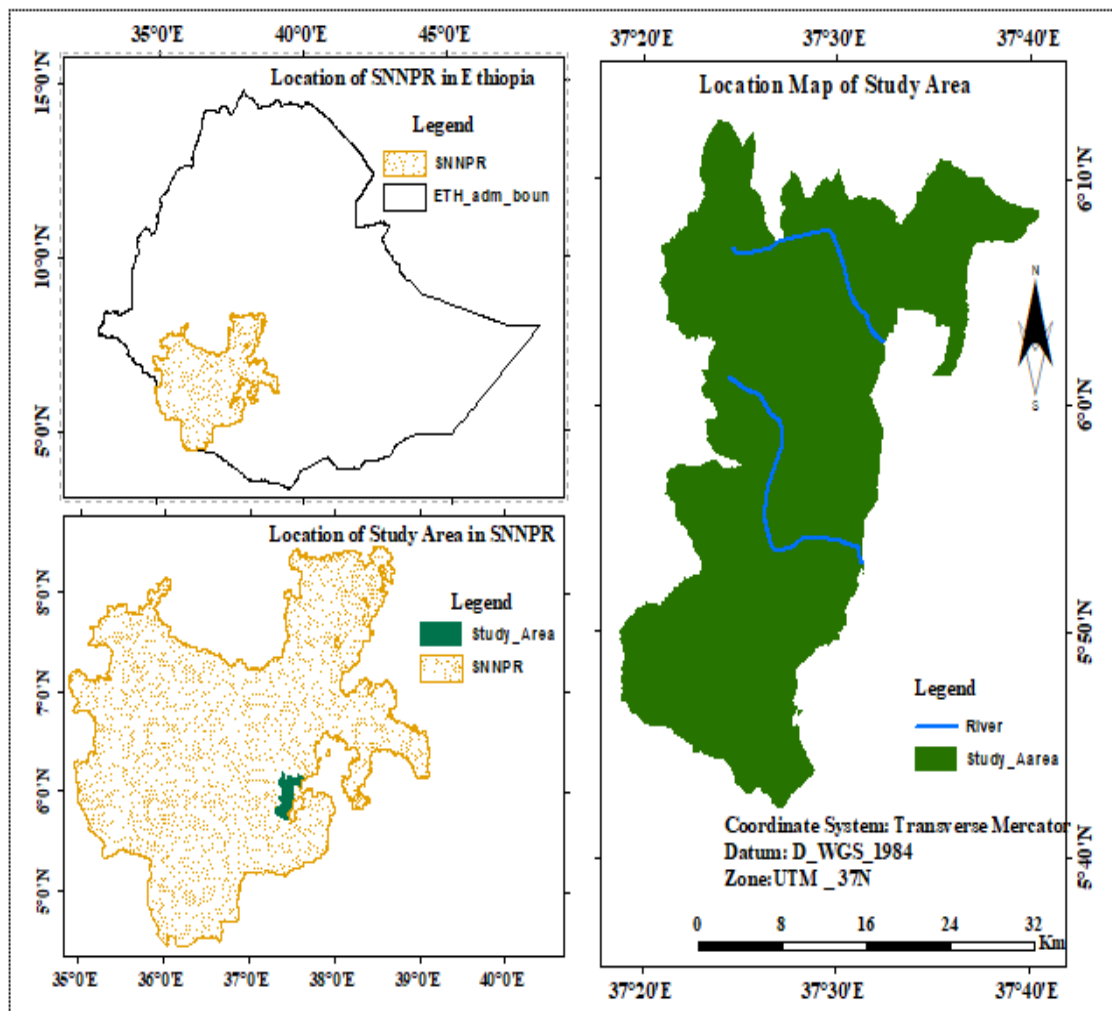 35°0'E 40°0'E 45°0'E
15°0'N
10°0'N
5°0'N
Location of SNNPR in Ethiopia
Legend
SNNPR
ETH_adm_boun
Location of Study Area in SNNPR
Legend
Study_Area
SNNPR
8°0'N
7°0'N
6°0'N
5°0'N
35°0'E 36°0'E 37°0'E 38°0'E 39°0'E 40°0'E
37°20'E 37°30'E 37°40'E
Location Map of Study Area
6°10'N
6°0'N
5°50'N
5°40'N
N
S
Legend
River
Study_Aarea
Coordinate System: Transverse Mercator
Datum: D_WGS_1984
Zone:UTM _37N
0 8 16 24 32
Km
37°20'E 37°30'E 37°40'E